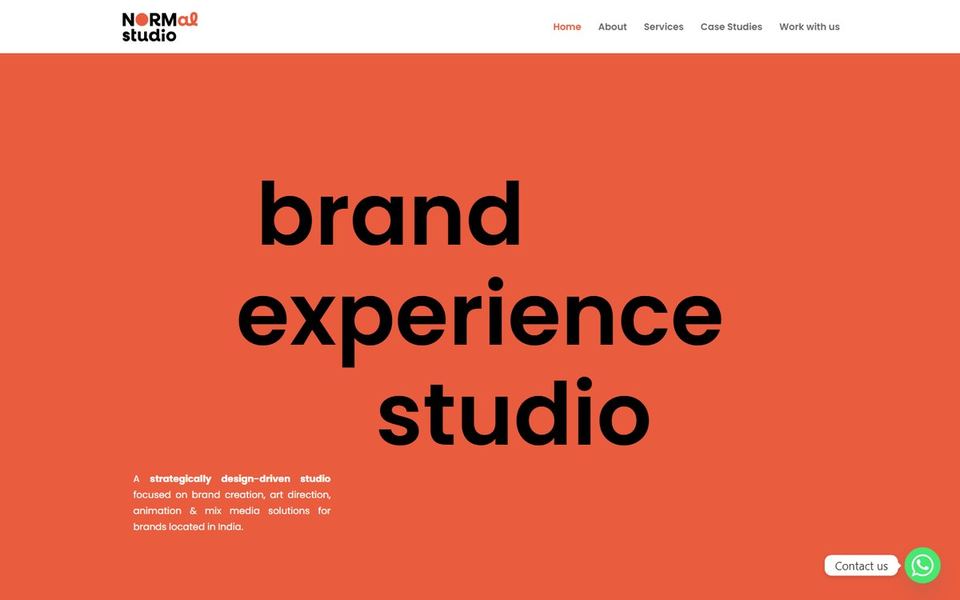 NORMal
studio
Home About Services Case Studies Work with us
brand
experience
studio
A strategically design-driven studio
focused on brand creation, art direction,
animation & mix media solutions for
brands located in India.
Contact us